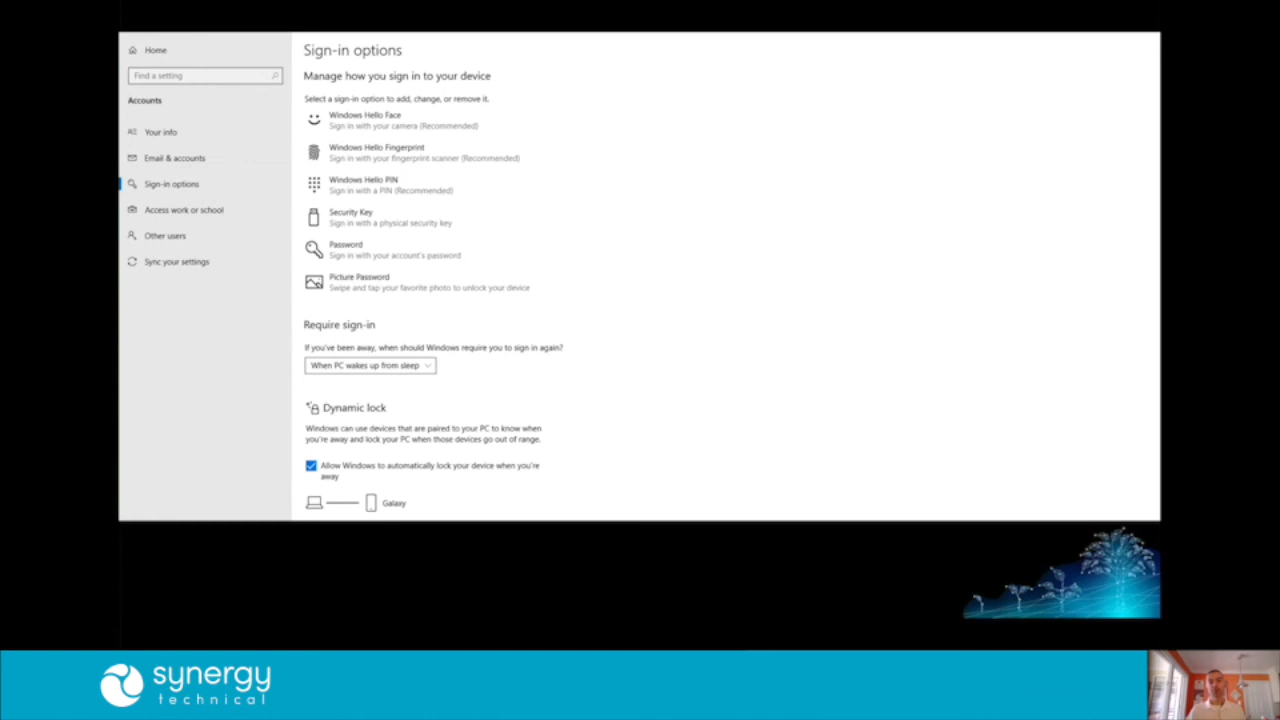 Home
Find a setting
Accounts
Your info
Email & accounts
Sign-in options
Access work or school
Other users
Sync your settings
Sign-in options
Manage how you sign in to your device
Select a sign-in option to add, change, or remove it.
Windows Hello Face
Sign in with your camera (Recommended)
Windows Hello Fingerprint
Sign in with your fingerprint scanner (Recommended)
Windows Hello PIN
Sign in with a PIN (Recommended)
Security Key
Sign in with a physical security key
Password
Sign in with your account's password
Picture Password
Swipe and tap your favorite photo to unlock your device
Require sign-in
If you've been away, when should Windows require you to sign in again?
When PC wakes up from sleep
Dynamic lock
Windows can use devices that are paired to your PC to know when
you're away and lock your PC when those devices go out of range.
Allow Windows to automatically lock your device when you're
away
Galaxy
synergy
technical